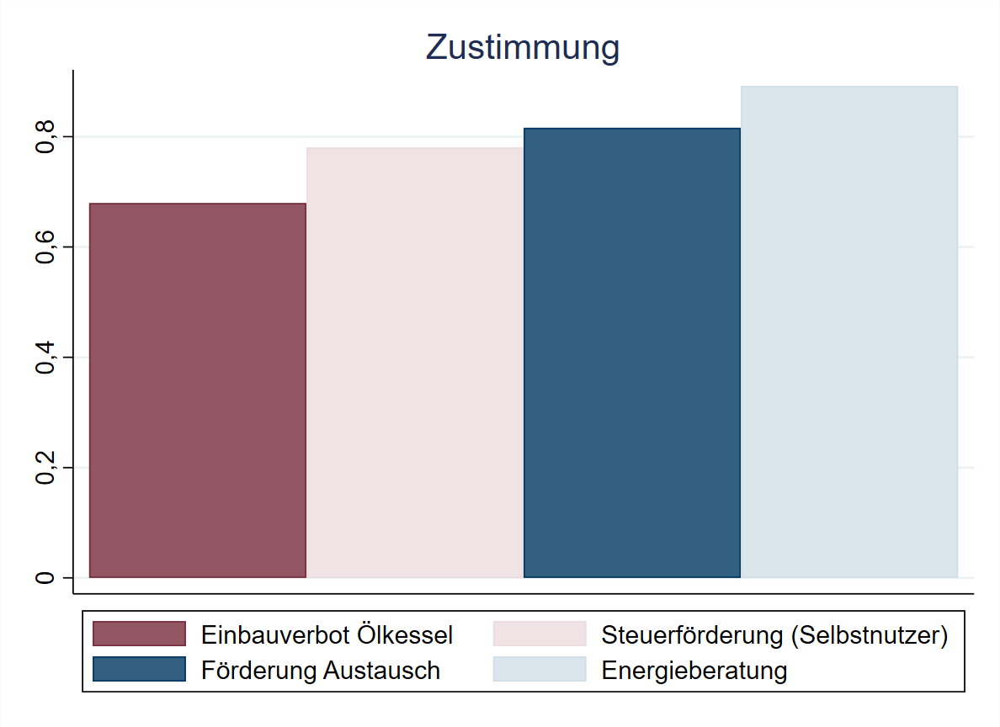 Zustimmung
0,8
0,6
0,4
0,2
0
Einbauverbot Ölkessel
Steuerförderung (Selbstnutzer)
Förderung Austausch
Energieberatung